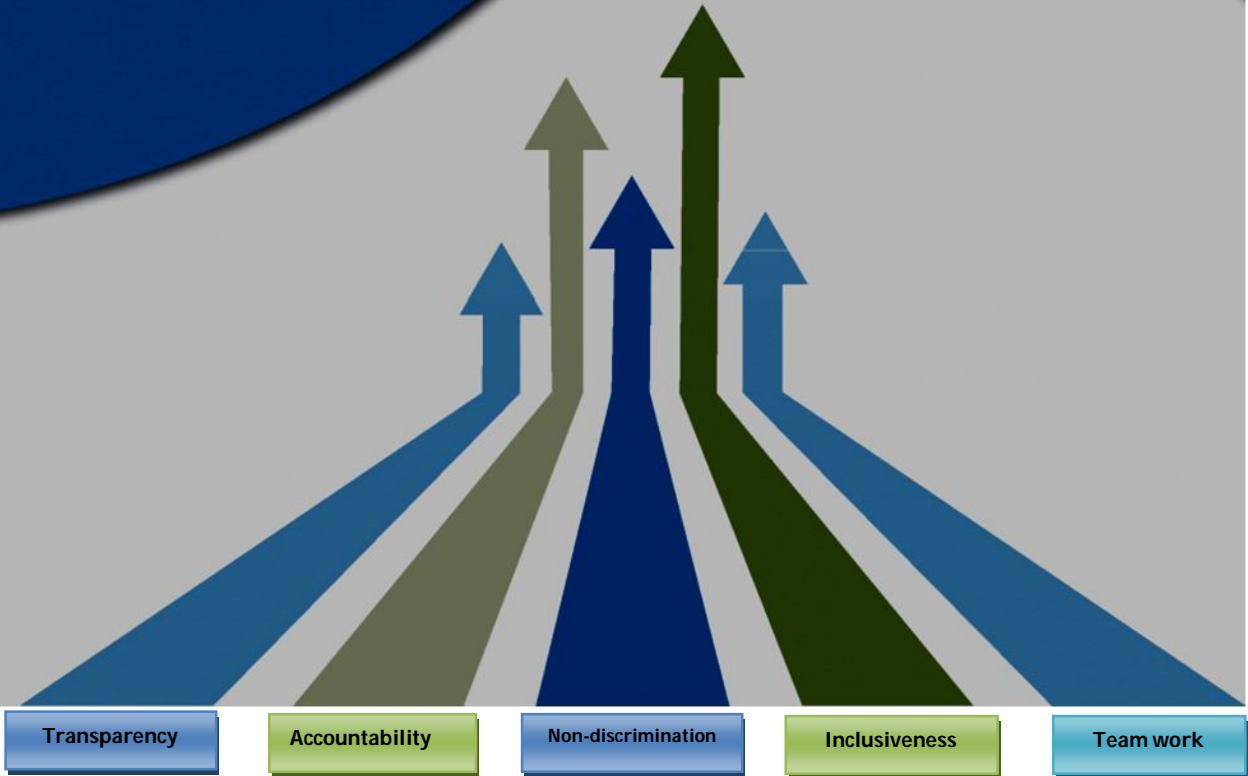 Transparency
Accountability
Non-discrimination
Inclusiveness
Team work